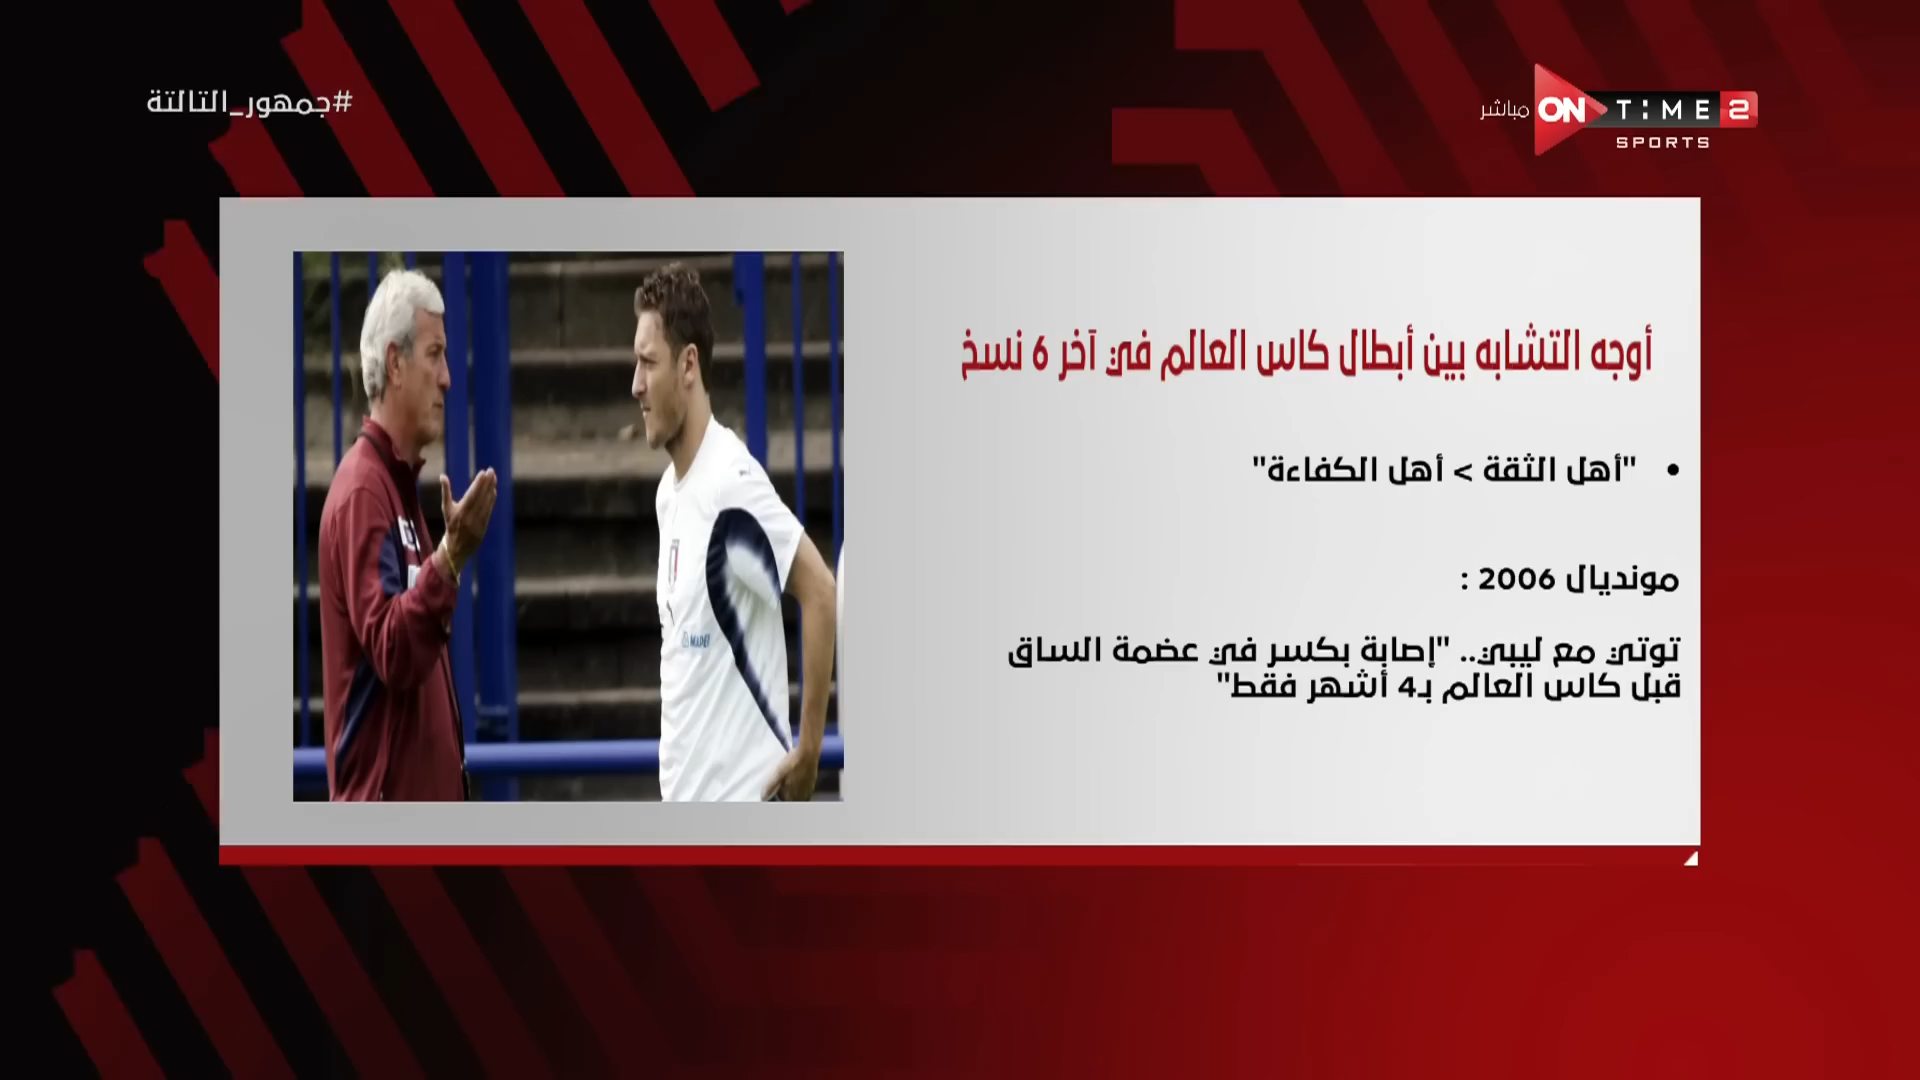 #جمهور_التالتة
مباشر ON TIME 2
SPORTS
أوجه التشابه بين أبطال كاس العالم في آخر 6 نسخ
• "أهل الثقة > أهل الكفاءة"
مونديال 2006 :
توتي مع ليبي.. "إصابة بكسر في عضمة الساق
قبل كاس العالم بـ4 أشهر فقط"